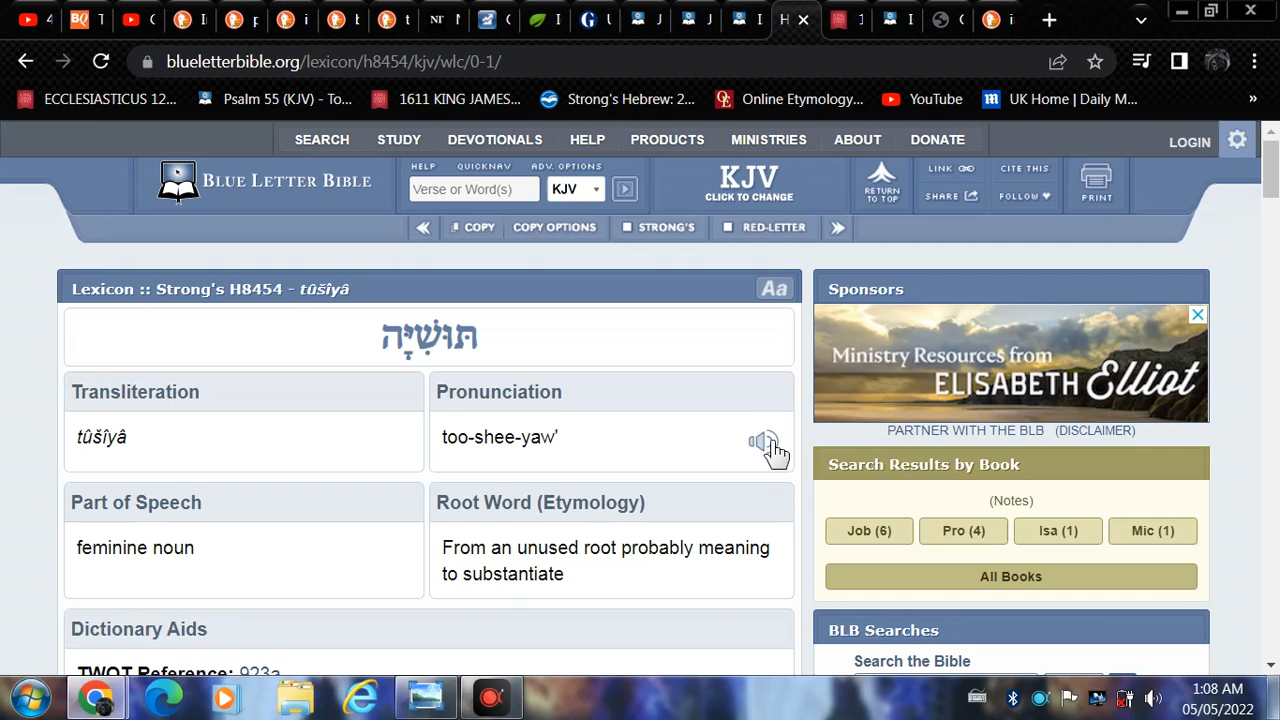 4
BQ
T
C
I
p
i
i
t
N
C
I
U
J
J
I
H
1
I
C
i
blueletterbible.org/lexicon/h8454/kjv/wlc/0-1/
ECCLESIASTICUS 12...
Psalm 55 (KJV) - To...
1611 KING JAMES...
Strong's Hebrew: 2...
Online Etymology...
YouTube
UK Home | Daily M...
»
SEARCH STUDY DEVOTIONALS HELP PRODUCTS MINISTRIES ABOUT DONATE
LOGIN
BLUE LETTER BIBLE
HELP QUICKNAV ADV. OPTIONS
Verse or Word(s)
KJV
KJV
CLICK TO CHANGE
RETURN
TO TOP
LINK
CITE THIS
SHARE
FOLLOW
PRINT
COPY COPY OPTIONS STRONG'S RED-LETTER
Lexicon :: Strong's H8454 - tûšîyâ
Aa
תּוּשִׁיָּה
Transliteration
tûšîyâ
Pronunciation
too-shee-yaw'
Part of Speech
feminine noun
Root Word (Etymology)
From an unused root probably meaning
to substantiate
Dictionary Aids
TWOT Reference: 923a
Sponsors
Ministry Resources from
ELISABETH Elliot
PARTNER WITH THE BLB (DISCLAIMER)
Search Results by Book
(Notes)
Job (6)
Pro (4)
Isa (1)
Mic (1)
All Books
BLB Searches
Search the Bible
1:08 AM
05/05/2022